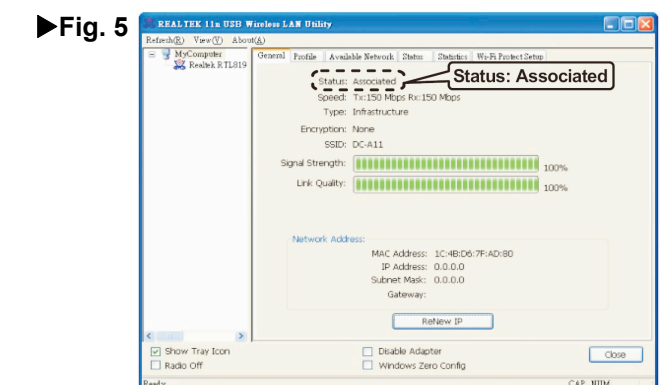 ▶Fig. 5
REALTEK 11n USB Wireless LAN Utility
Refresh(R) View(V) About(A)
MyComputer
Realtek RTL819
General Profile Available Network Status Statistics Wi-Fi Protect Setup
Status: Associated
Status: Associated
Speed: Tx:150 Mbps Rx:150 Mbps
Type: Infrastructure
Encryption: None
SSID: DC-A11
Signal Strength: 100%
Link Quality: 100%
Network Address:
MAC Address: 1C:4B:D6:7F:AD:80
IP Address: 0.0.0.0
Subnet Mask: 0.0.0.0
Gateway:
ReNew IP
Show Tray Icon
Disable Adapter
Radio Off
Windows Zero Config
Close
Ready
CAP NUM